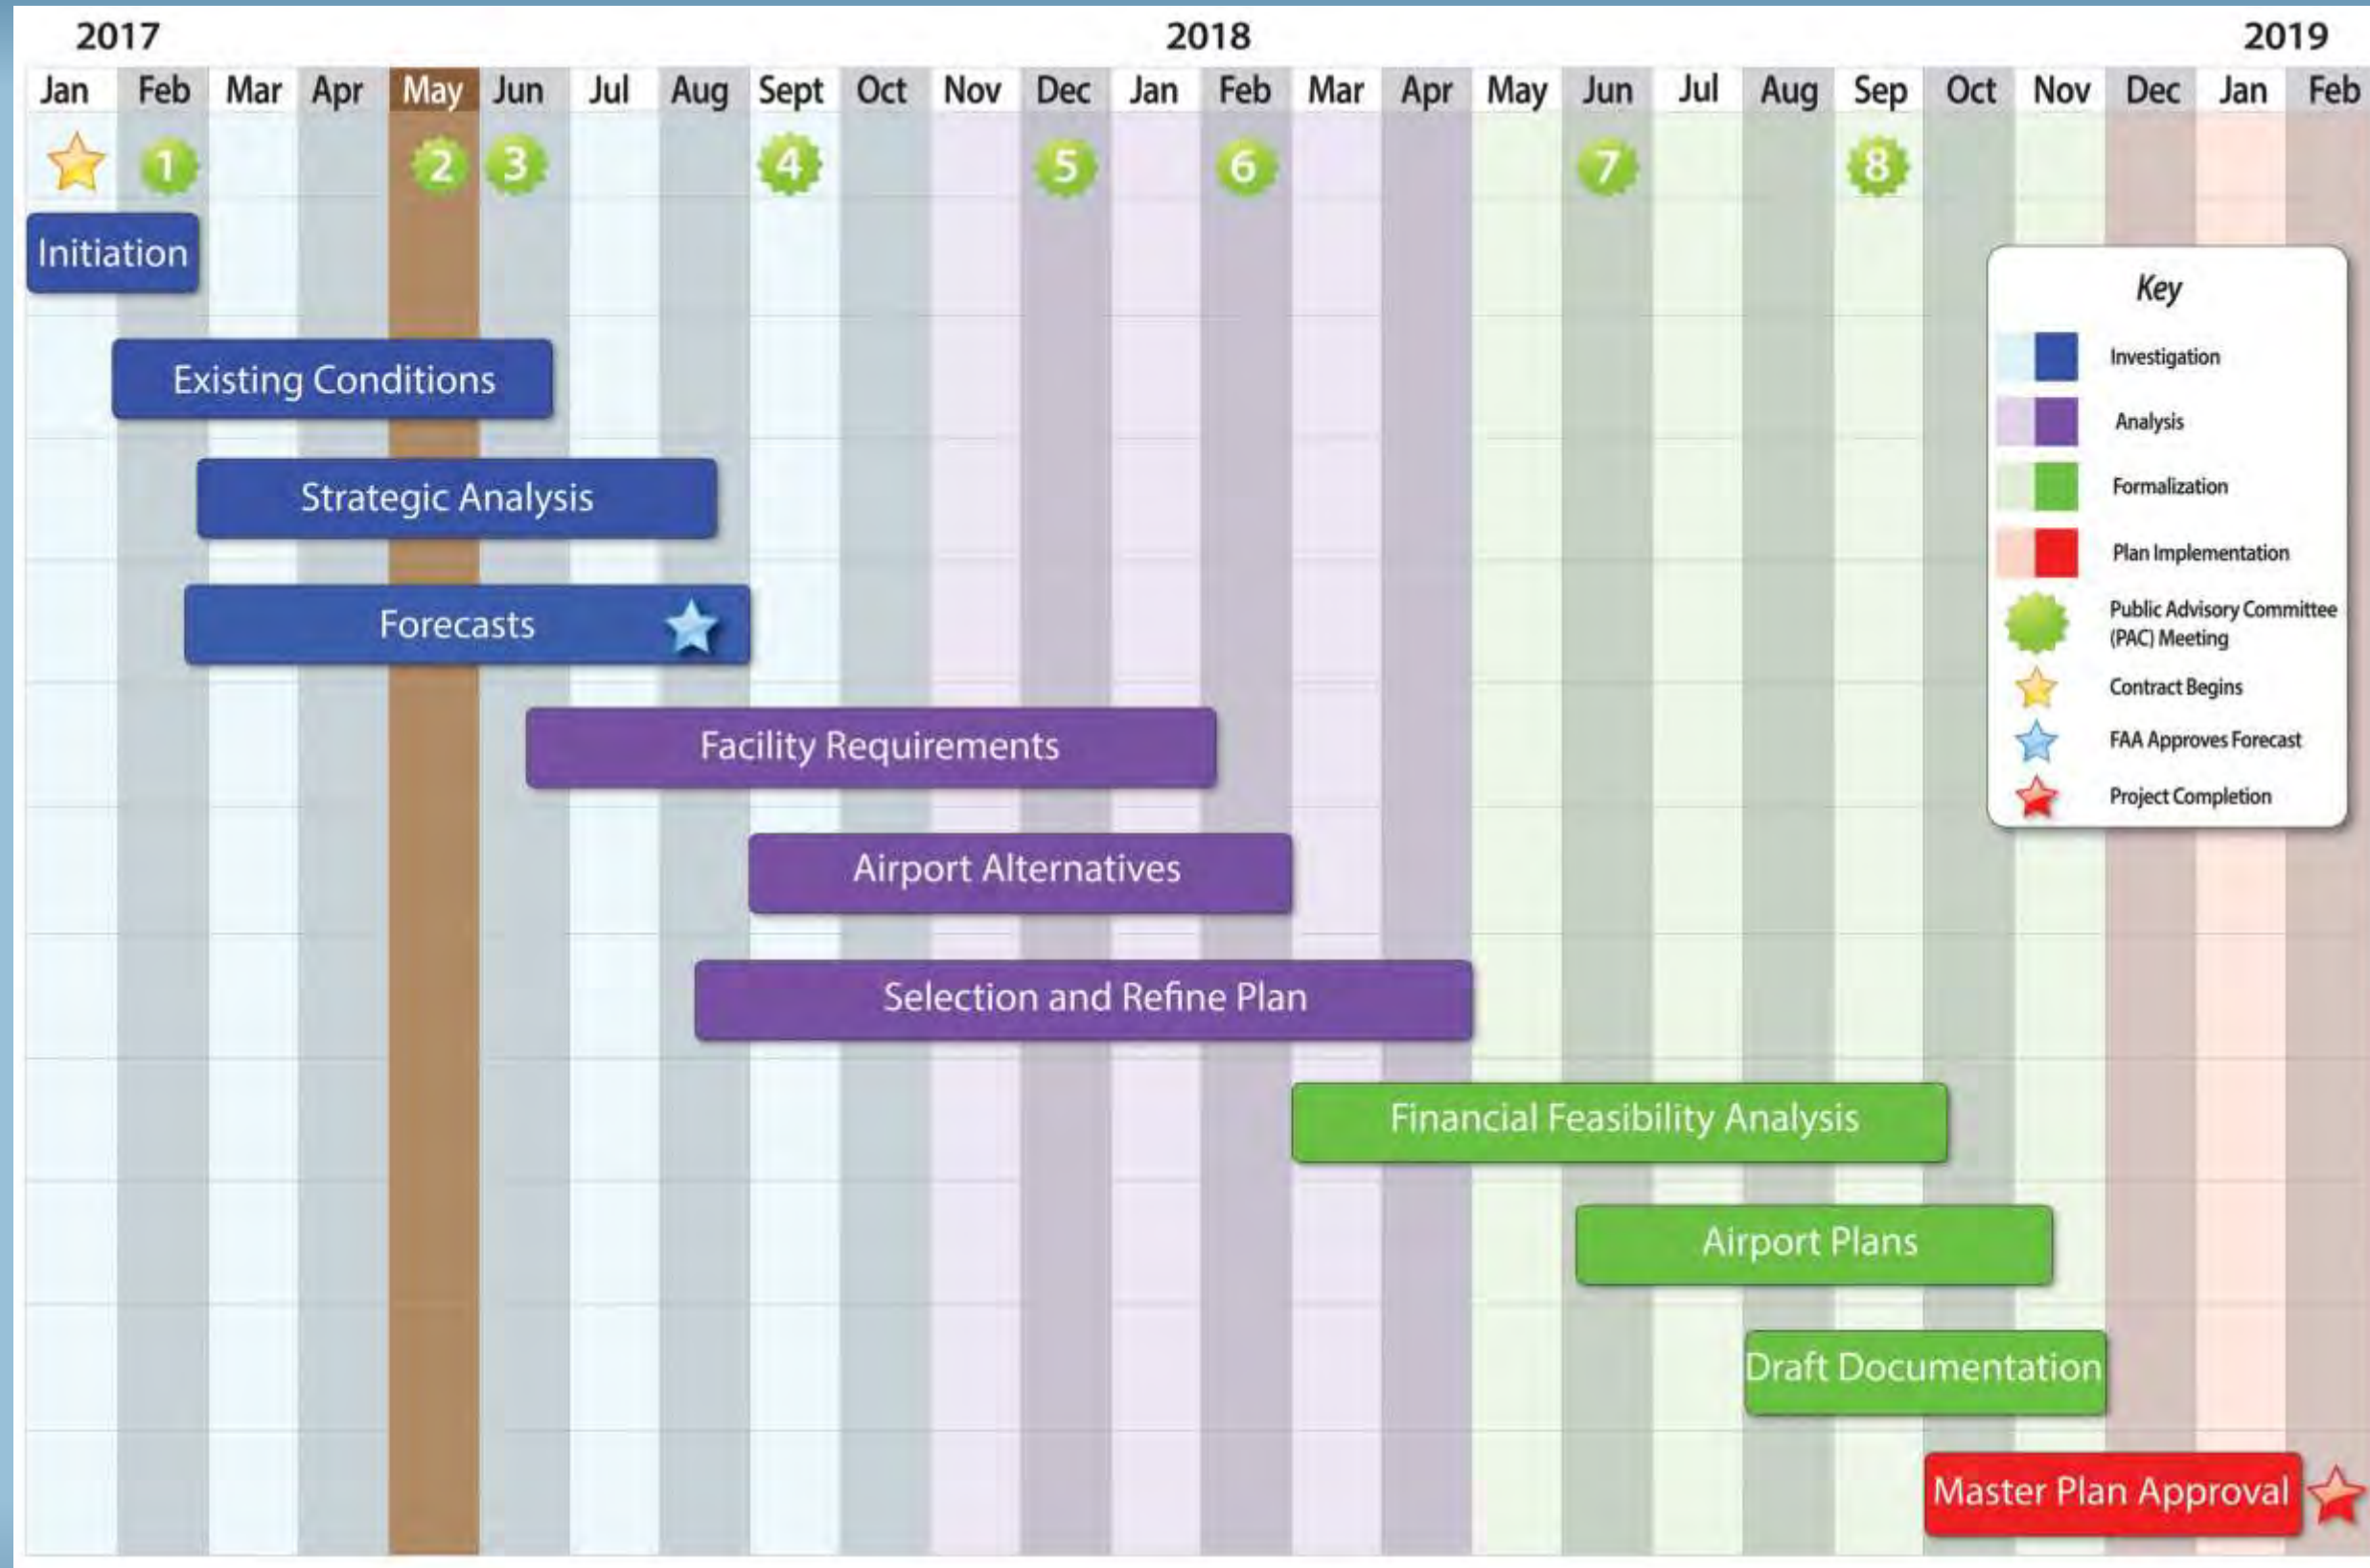 2017 2018 2019
Jan Feb Mar Apr May Jun Jul Aug Sept Oct Nov Dec Jan Feb Mar Apr May Jun Jul Aug Sep Oct Nov Dec Jan Feb
1 2 3 4 5 6 7 8
Initiation
Existing Conditions
Strategic Analysis
Forecasts
Facility Requirements
Airport Alternatives
Selection and Refine Plan
Financial Feasibility Analysis
Airport Plans
Draft Documentation
Master Plan Approval
Key
Investigation
Analysis
Formalization
Plan Implementation
Public Advisory Committee
(PAC) Meeting
Contract Begins
FAA Approves Forecast
Project Completion